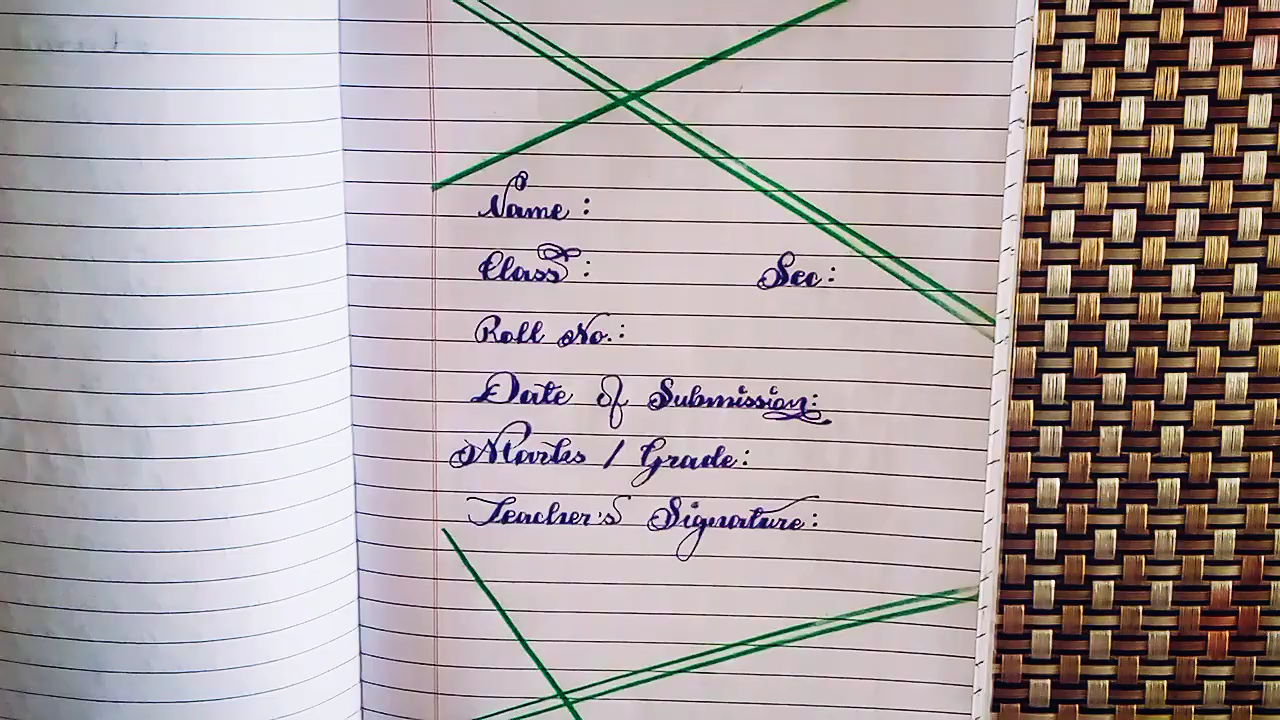 Name :
Class : Sec :
Roll No. :
Date of Submission :
Marks / Grade :
Teacher's Signature :